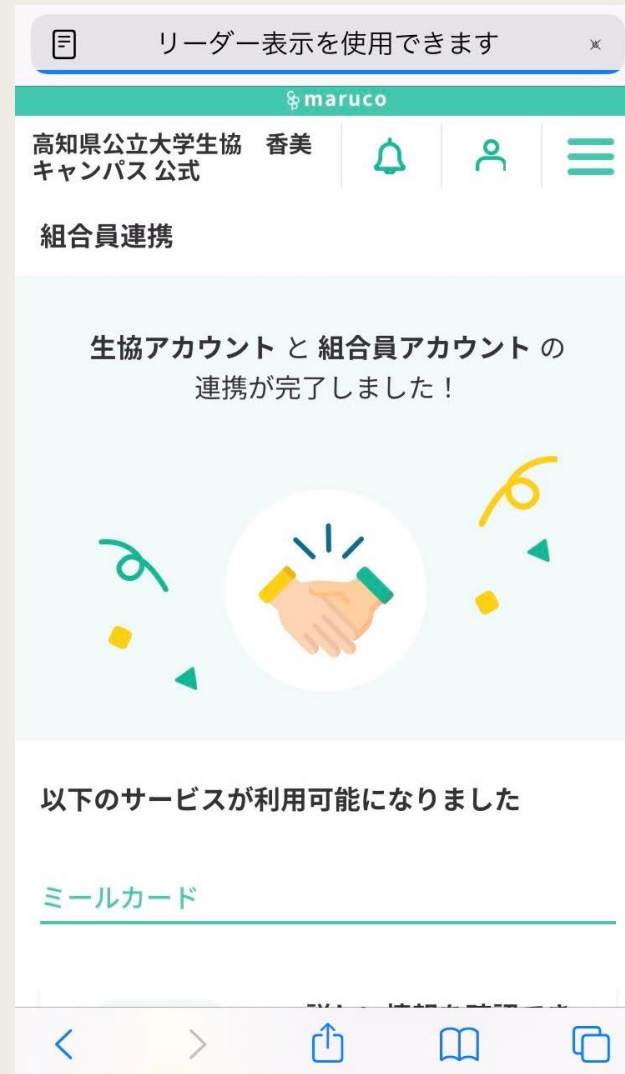 リーダー表示を使用できます
maruco
高知県公立大学生協　香美
キャンパス 公式
組合員連携
生協アカウント と 組合員アカウント の
連携が完了しました！
以下のサービスが利用可能になりました
ミールカード